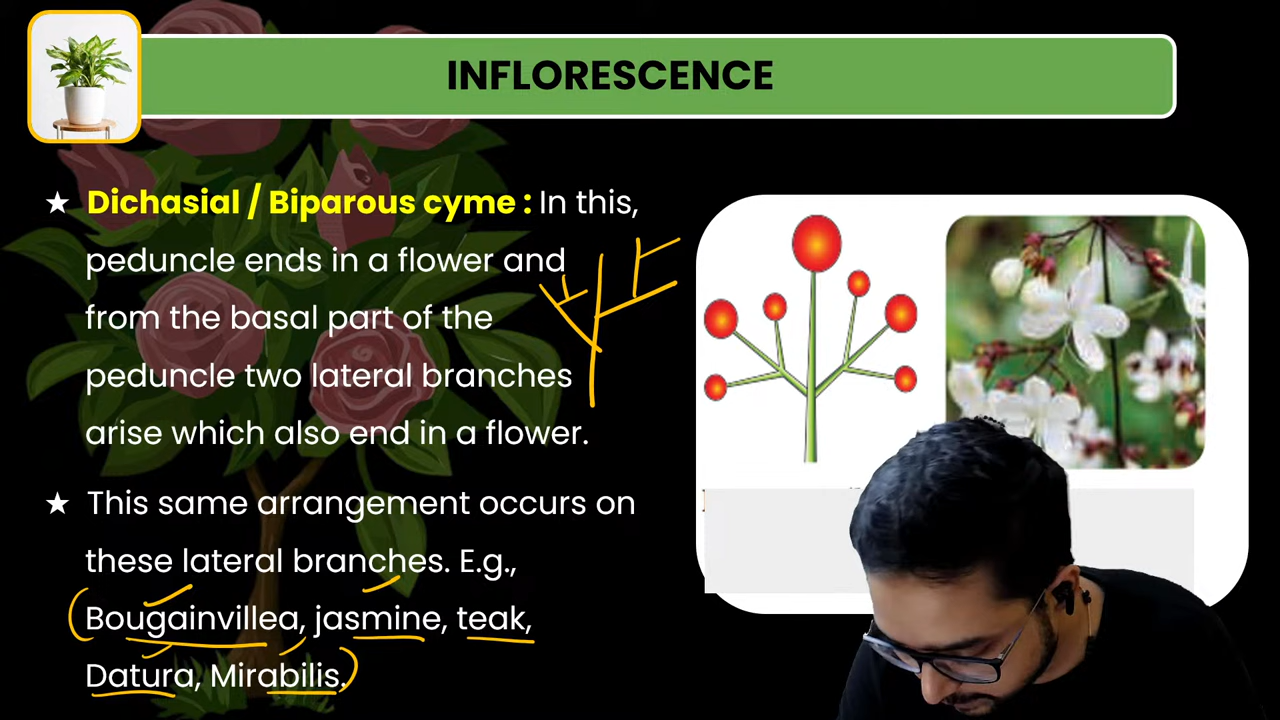 INFLORESCENCE
★ Dichasial / Biparous cyme : In this,
peduncle ends in a flower and
from the basal part of the
peduncle two lateral branches
arise which also end in a flower.
★ This same arrangement occurs on
these lateral branches. E.g.,
Bougainvillea, jasmine, teak,
Datura, Mirabilis.